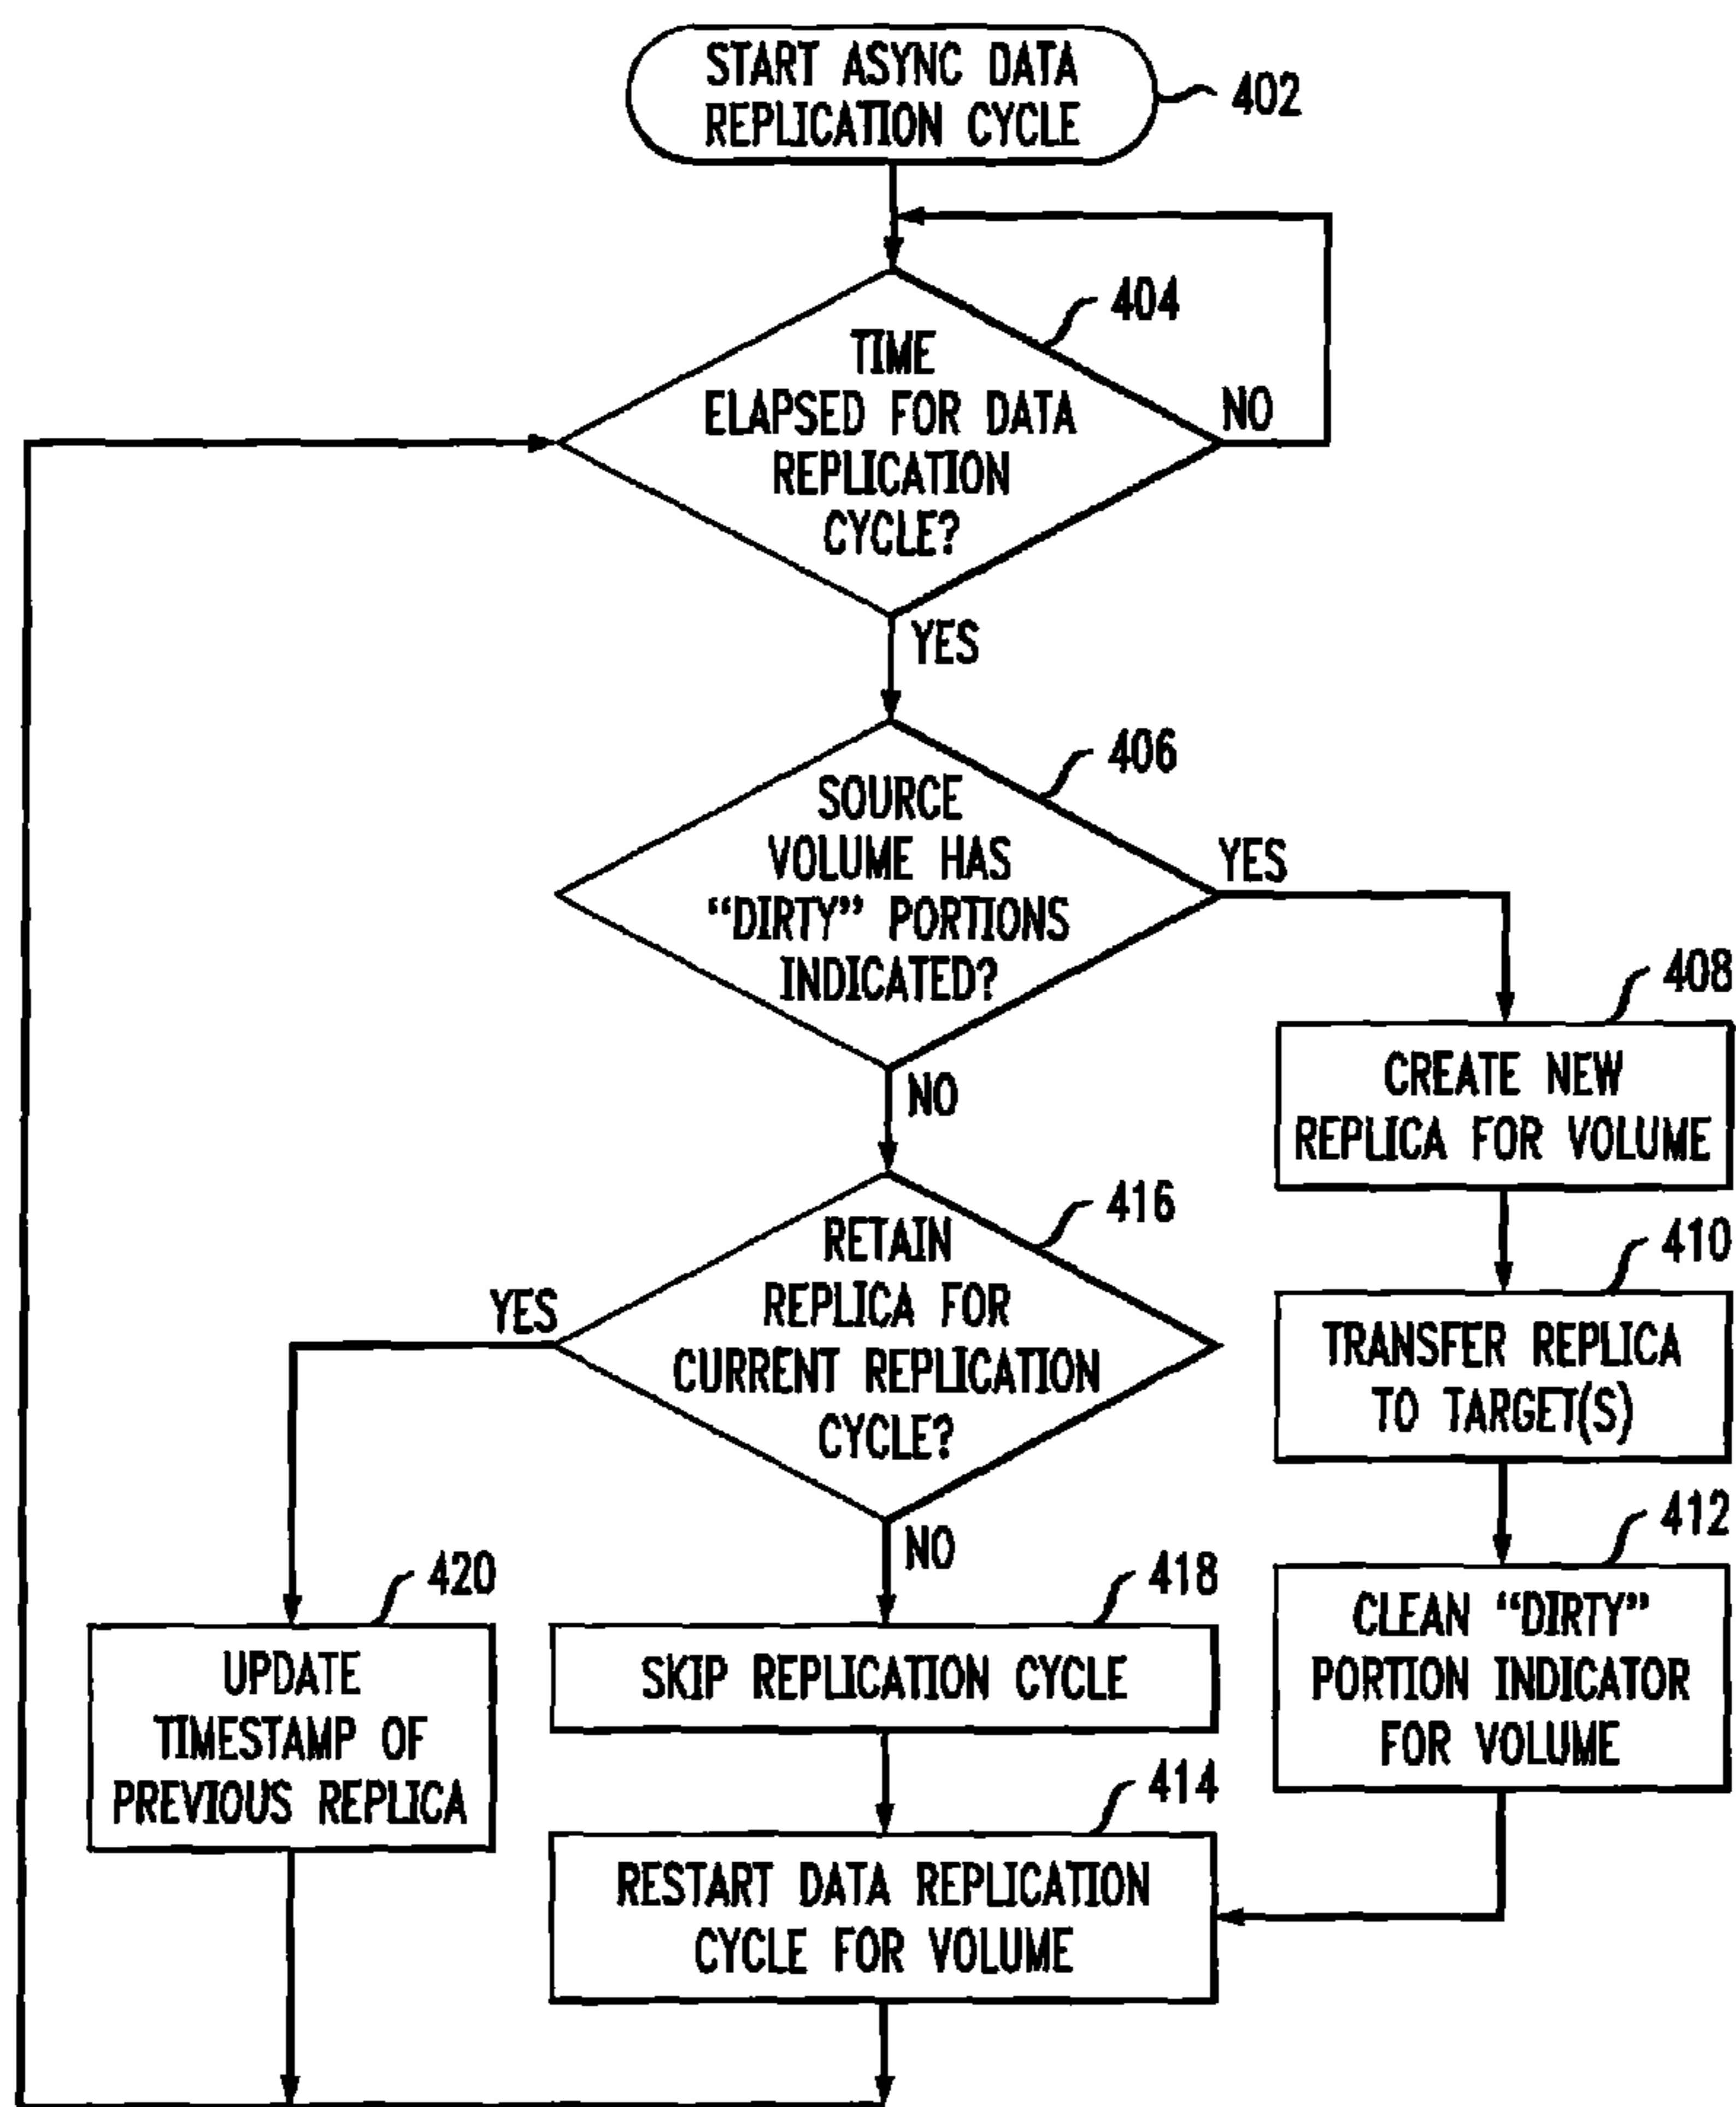 START ASYNC DATA
REPLICATION CYCLE
402
404
TIME
ELAPSED FOR DATA
REPLICATION
CYCLE?
NO
YES
406
SOURCE
VOLUME HAS
“DIRTY” PORTIONS
INDICATED?
YES
NO
408
CREATE NEW
REPLICA FOR VOLUME
410
TRANSFER REPLICA
TO TARGET(S)
412
CLEAN “DIRTY”
PORTION INDICATOR
FOR VOLUME
416
RETAIN
REPLICA FOR
CURRENT REPLICATION
CYCLE?
YES
NO
420
UPDATE
TIMESTAMP OF
PREVIOUS REPLICA
418
SKIP REPLICATION CYCLE
414
RESTART DATA REPLICATION
CYCLE FOR VOLUME